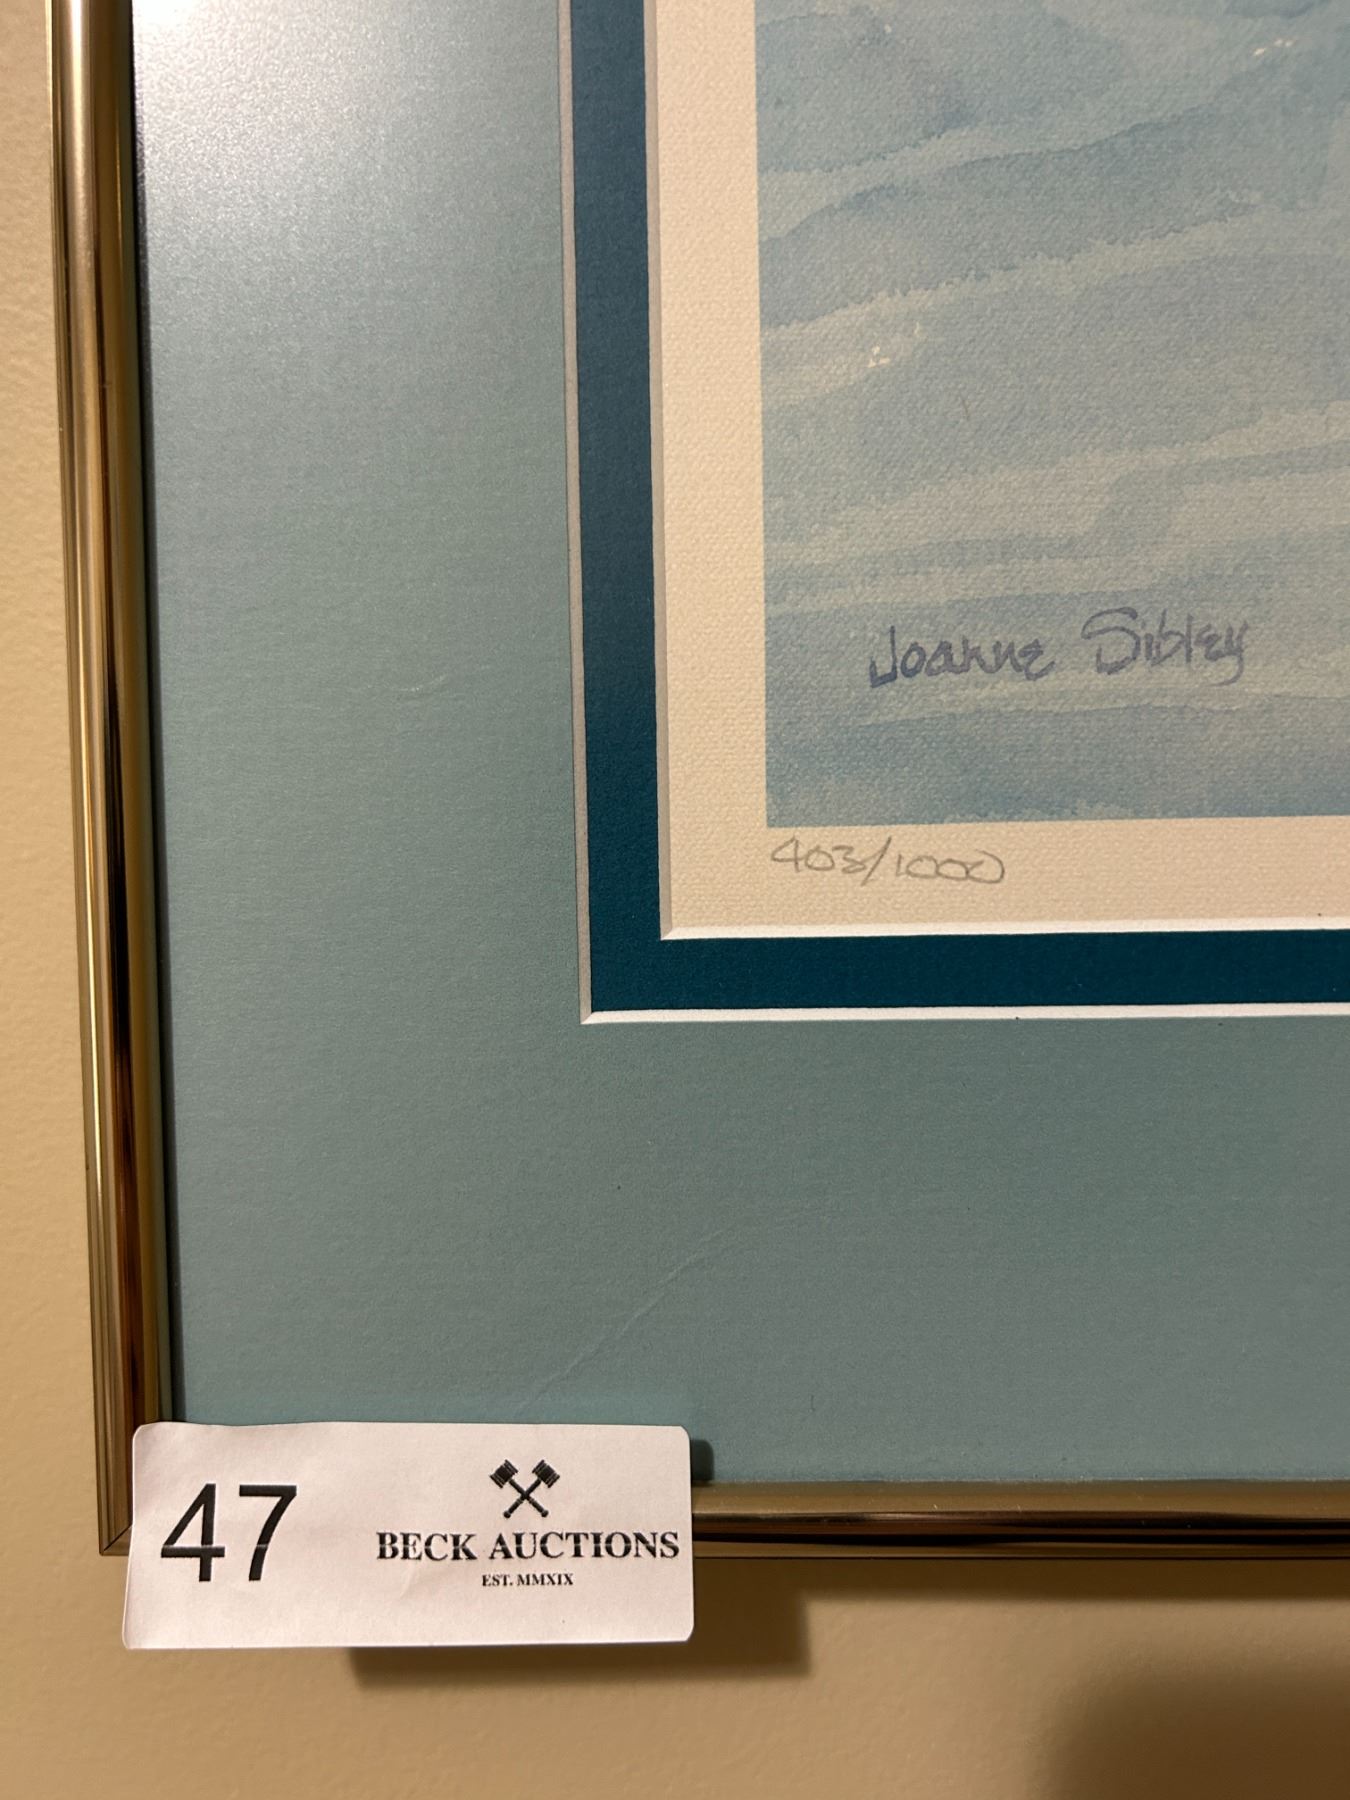 Joanne Sibley
403/1000
47
BECK AUCTIONS
EST. MMXIX